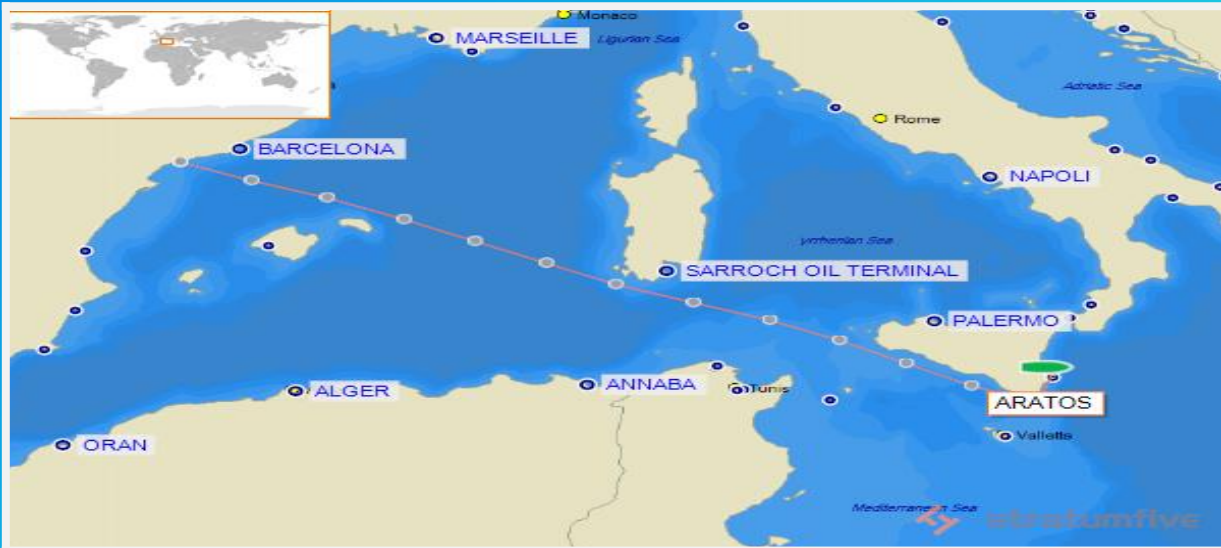 Monaco
MARSEILLE
Ligurian Sea
Adriatic Sea
Rome
BARCELONA
NAPOLI
yrrhenian Sea
SARROCH OIL TERMINAL
PALERMO
ALGER
ANNABA
Tunis
ARATOS
ORAN
Valletta
Mediterranean Sea
stratumfive